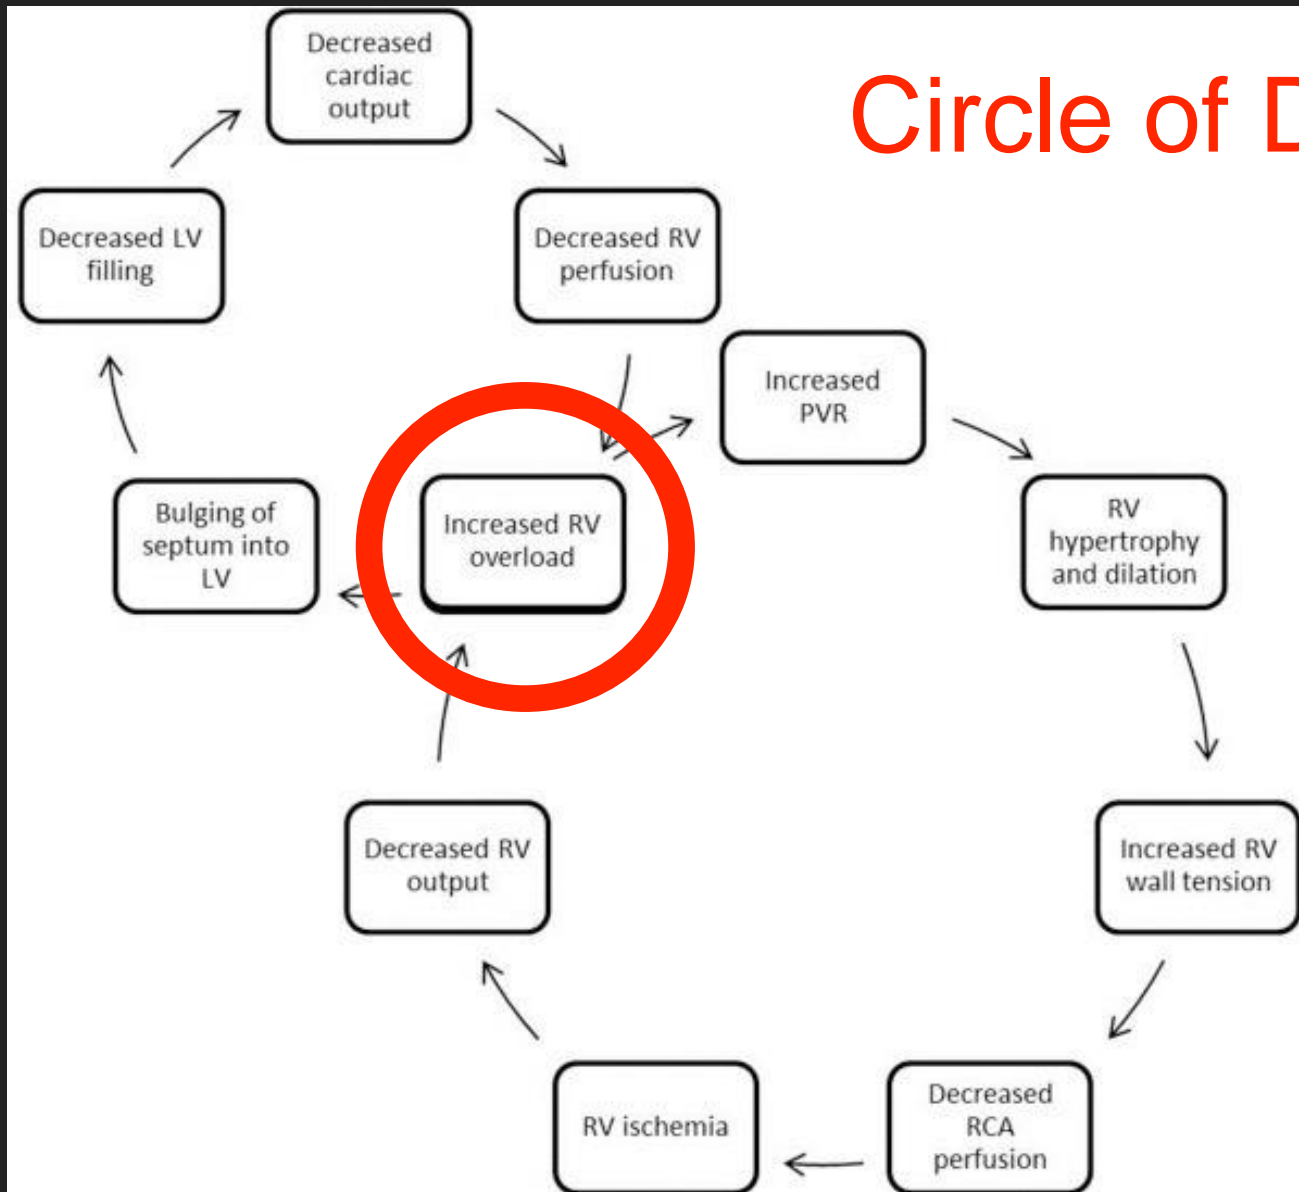 Circle of D
Decreased
cardiac
output
Decreased RV
perfusion
Increased
PVR
RV
hypertrophy
and dilation
Increased RV
wall tension
Decreased
RCA
perfusion
RV ischemia
Decreased RV
output
Increased RV
overload
Bulging of
septum into
LV
Decreased LV
filling